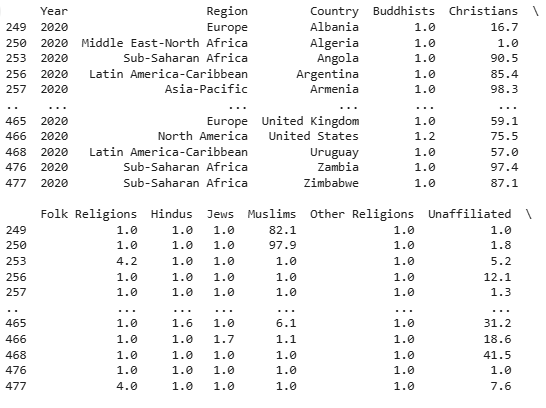 Year Region Country Buddhists Christians \
249 2020 Europe Albania 1.0 16.7
250 2020 Middle East-North Africa Algeria 1.0 1.0
253 2020 Sub-Saharan Africa Angola 1.0 90.5
256 2020 Latin America-Caribbean Argentina 1.0 85.4
257 2020 Asia-Pacific Armenia 1.0 98.3
.. ... ... ... ... ...
465 2020 Europe United Kingdom 1.0 59.1
466 2020 North America United States 1.2 75.5
468 2020 Latin America-Caribbean Uruguay 1.0 57.0
476 2020 Sub-Saharan Africa Zambia 1.0 97.4
477 2020 Sub-Saharan Africa Zimbabwe 1.0 87.1
Folk Religions Hindus Jews Muslims Other Religions Unaffiliated \
249 1.0 1.0 1.0 82.1 1.0 1.0
250 1.0 1.0 1.0 97.9 1.0 1.8
253 4.2 1.0 1.0 1.0 1.0 5.2
256 1.0 1.0 1.0 1.0 1.0 12.1
257 1.0 1.0 1.0 1.0 1.0 1.3
.. ... ... ... ... ... ...
465 1.0 1.6 1.0 6.1 1.0 31.2
466 1.0 1.0 1.7 1.1 1.0 18.6
468 1.0 1.0 1.0 1.0 1.0 41.5
476 1.0 1.0 1.0 1.0 1.0 1.0
477 4.0 1.0 1.0 1.0 1.0 7.6